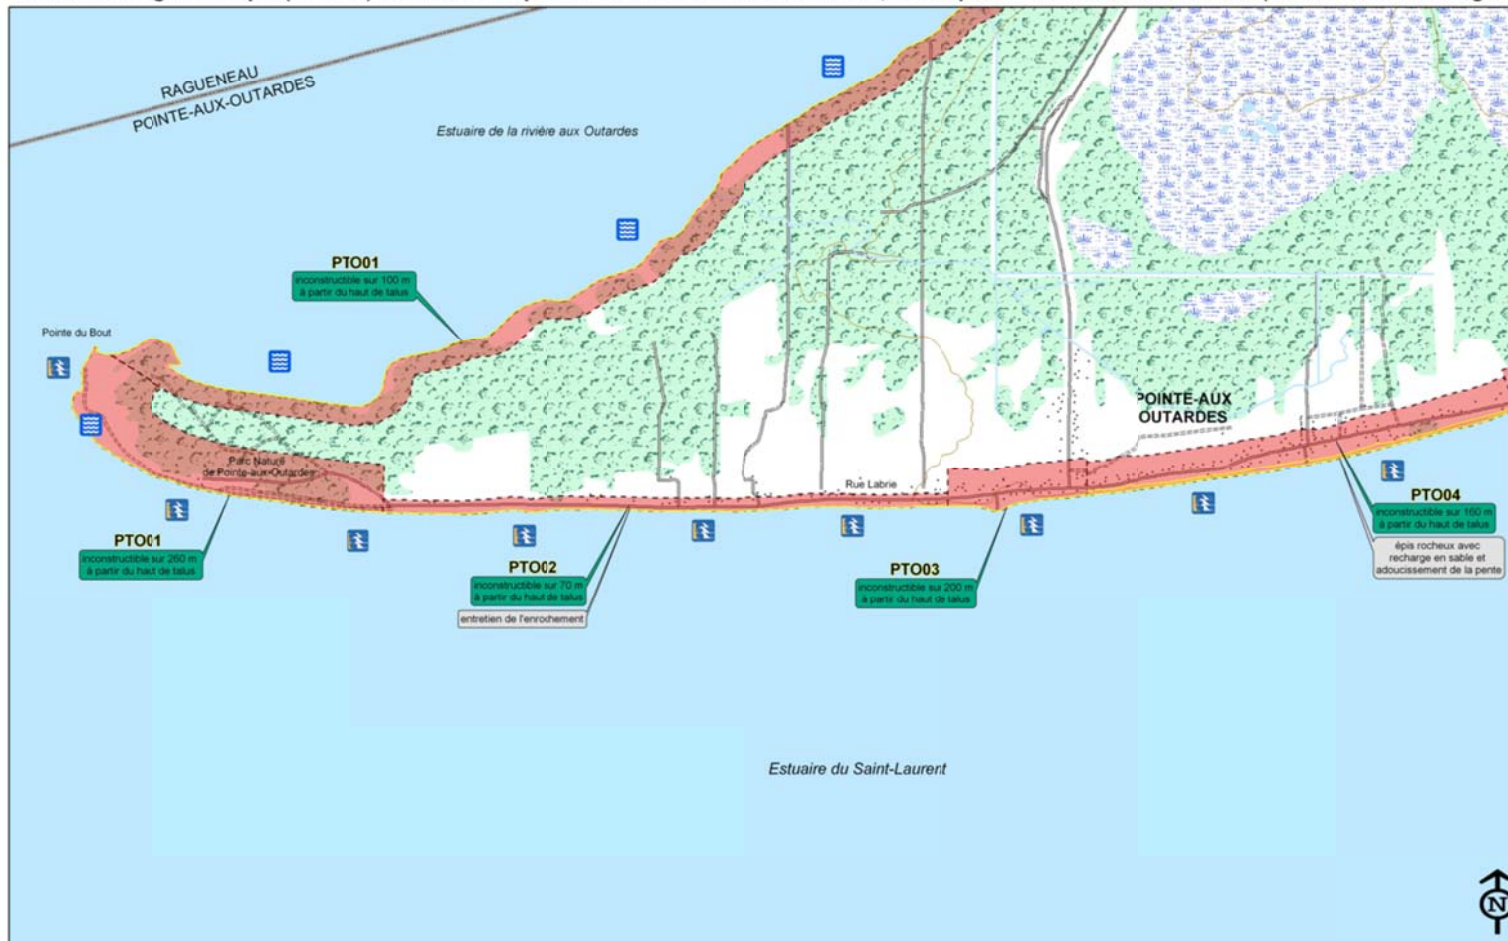 RAGUENEAU
POINTE-AUX-OUTARDES
Estuaire de la rivière aux Outardes
PTO01
inconstructible sur 100 m
à partir du haut de talus
Pointe du Bout
Parc Nature
de Pointe-aux-Outardes
POINTE-AUX
OUTARDES
Rue Labrie
PTO01
inconstructible sur 260 m
à partir du haut de talus
PTO02
inconstructible sur 70 m
à partir du haut de talus
entretien de l'enrochement
PTO03
inconstructible sur 200 m
à partir du haut de talus
PTO04
inconstructible sur 160 m
à partir du haut de talus
épis rocheux avec
recharge en sable et
adoucissement de la pente
Estuaire du Saint-Laurent
N